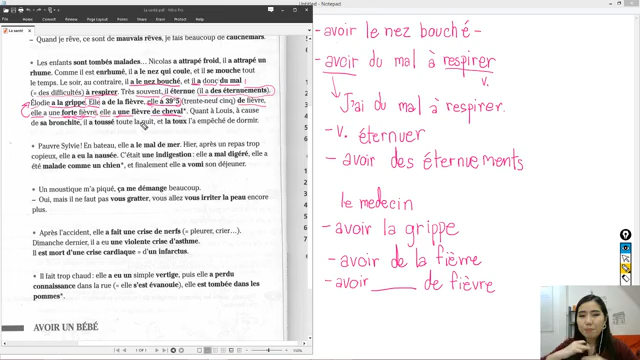 La santé.pdf
Untitled - Notepad
Quand je rêve, ce sont de mauvais rêves, je fais beaucoup de cauchemars.
Les enfants sont tombés malades... Nicolas a attrapé froid, il a attrapé un
rhume. Comme il est enrhumé, il a le nez qui coule, et il se mouche tout
le temps. Le soir, au contraire, il a le nez bouché, et il a donc du mal
(= des difficultés) à respirer. Très souvent, il éternue (il a des éternuements).
Élodie a la grippe. Elle a de la fièvre, elle a 39°5 (trente-neuf cinq) de fièvre,
elle a une forte fièvre, elle a une fièvre de cheval*. Quant à Louis, à cause
de sa bronchite, il a toussé toute la nuit, et la toux l'a empêché de dormir.
Pauvre Sylvie! En bateau, elle a le mal de mer. Hier, après un repas trop
copieux, elle a eu la nausée. C'était une indigestion : elle a mal digéré, elle a
été malade comme un chien*, et finalement elle a vomi son déjeuner.
Un moustique m'a piqué, ça me démange beaucoup.
- Oui, mais il ne faut pas vous gratter, vous allez vous irriter la peau encore
plus.
Après l'accident, elle a fait une crise de nerfs (= pleurer, crier...).
Dimanche dernier, il a eu une violente crise d'asthme.
Il est mort d'une crise cardiaque = d'un infarctus.
Il fait trop chaud : elle a eu un simple vertige, puis elle a perdu
connaissance dans la rue (= elle s'est évanouie, elle est tombée dans les
pommes*.
AVOIR UN BÉBÉ
- avoir le nez bouché -
- avoir du mal à respirer
v.
J'ai du mal à respirer.
- v. éternuer
- avoir des éternuements
le medecin
- avoir la grippe
- avoir de la fièvre
- avoir ____ de fièvre